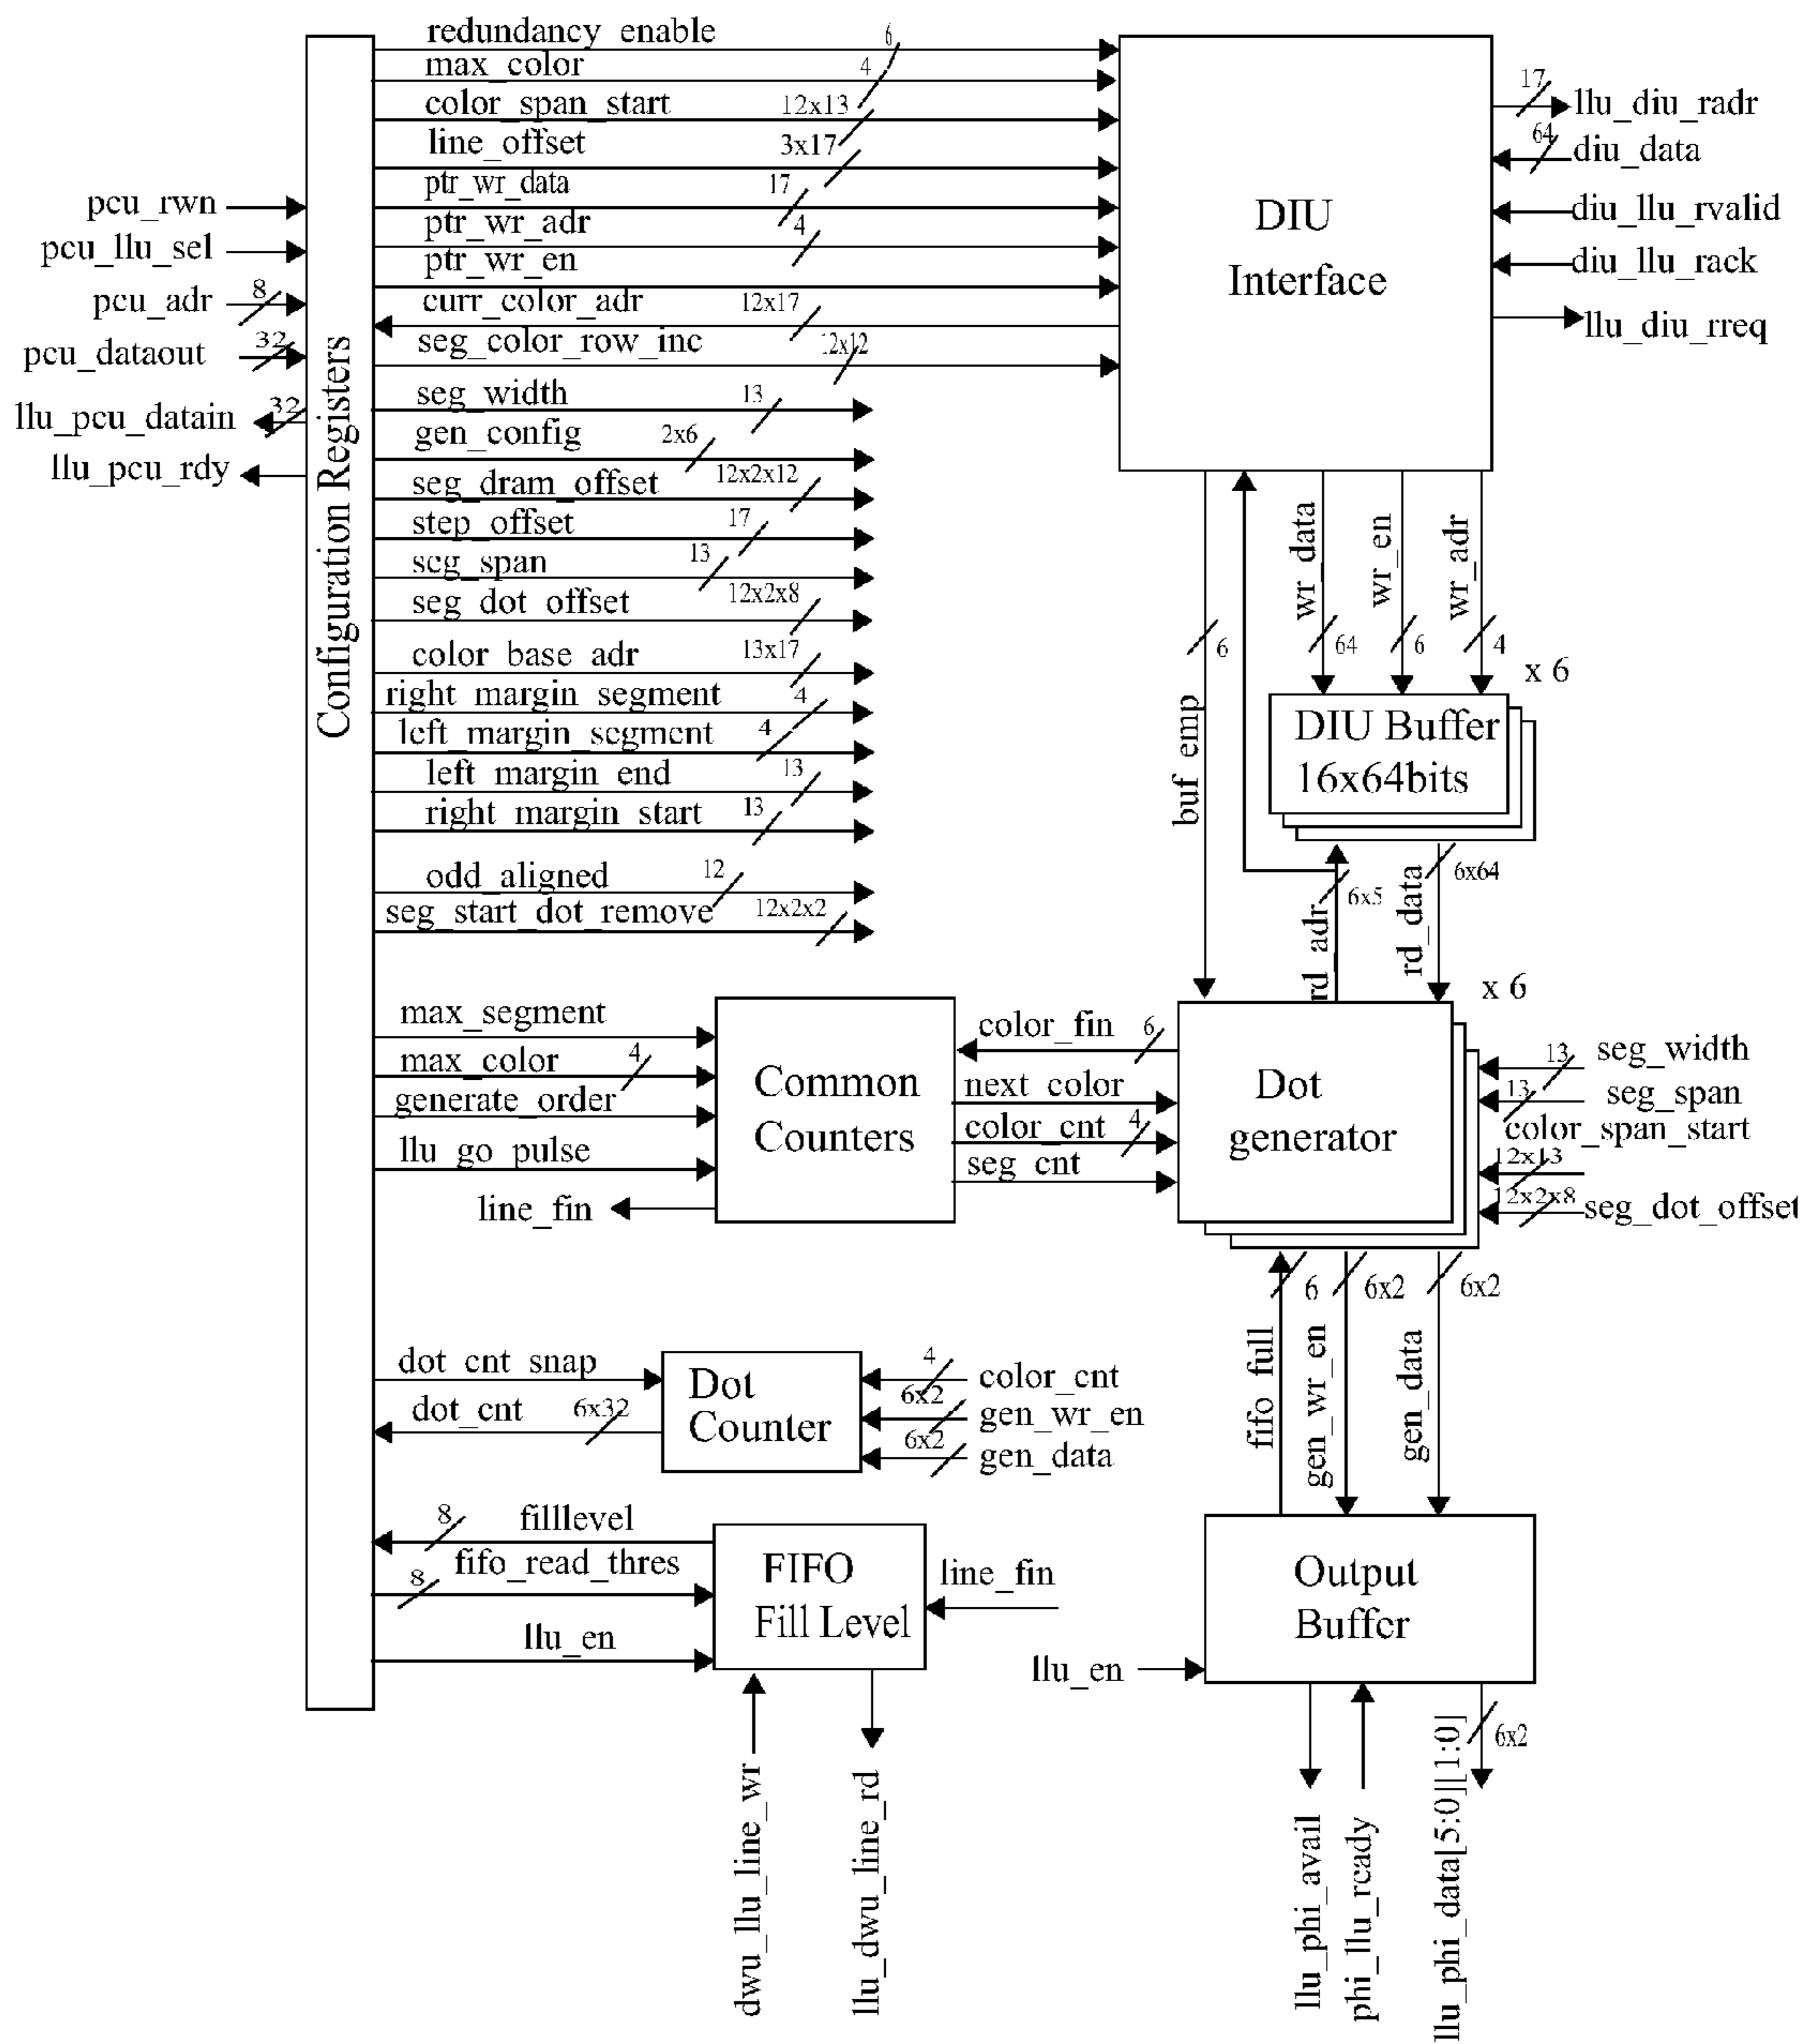 redundancy_enable 6
max_color 4
color_span_start 12x13
line_offset 3x17
ptr_wr_data 17
ptr_wr_adr 4
ptr_wr_en
curr_color_adr 12x17
seg_color_row_inc 12x12
seg_width 13
gen_config 2x6
seg_dram_offset 12x2x12
step_offset 17
seg_span 13
seg_dot_offset 12x2x8
color_base_adr 13x17
right_margin_segment 4
left_margin_segment 4
left_margin_end 13
right_margin_start 13
odd_aligned 12
seg_start_dot_remove 12x2x2
pcu_rwn
pcu_llu_sel
pcu_adr 8
pcu_dataout 32
llu_pcu_datain 32
llu_pcu_rdy
Configuration Registers
DIU
Interface
17 llu_diu_radr
64 diu_data
diu_llu_rvalid
diu_llu_rack
llu_diu_rreq
buf_emp 6
wr_data 64
wr_en 6
wr_adr 4
x 6
DIU Buffer
16x64bits
rd_adr 6x5
rd_data 6x64
x 6
max_segment
max_color 4
generate_order
llu_go_pulse
line_fin
Common
Counters
color_fin 6
next_color
color_cnt 4
seg_cnt
Dot
generator
13 seg_width
13 seg_span
color_span_start
12x13
12x2x8 seg_dot_offset
fifo_full 6
gen_wr_en 6x2
gen_data 6x2
dot_cnt_snap
dot_cnt 6x32
Dot
Counter
4 color_cnt
6x2 gen_wr_en
6x2 gen_data
8 filllevel
8 fifo_read_thres
llu_en
FIFO
Fill Level
line_fin
dwu_llu_line_wr
llu_dwu_line_rd
Output
Buffer
llu_en
llu_phi_avail
phi_llu_ready
llu_phi_data[5:0][1:0] 6x2